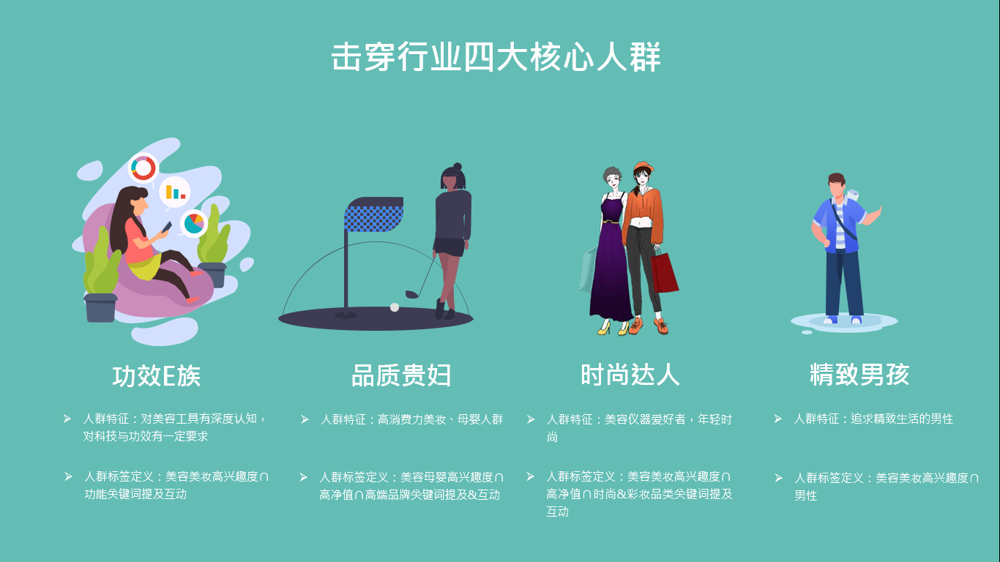 击穿行业四大核心人群
功效E族
➢ 人群特征：对美容工具有深度认知，
对科技与功效有一定要求
➢ 人群标签定义：美容美妆高兴趣度∩
功能关键词提及互动
品质贵妇
➢ 人群特征：高消费力美妆、母婴人群
➢ 人群标签定义：美容母婴高兴趣度∩
高净值∩高端品牌关键词提及&互动
时尚达人
➢ 人群特征：美容仪器爱好者，年轻时
尚
➢ 人群标签定义：美容美妆高兴趣度∩
高净值∩时尚&彩妆品类关键词提及
互动
精致男孩
➢ 人群特征：追求精致生活的男性
➢ 人群标签定义：美容美妆高兴趣度∩
男性